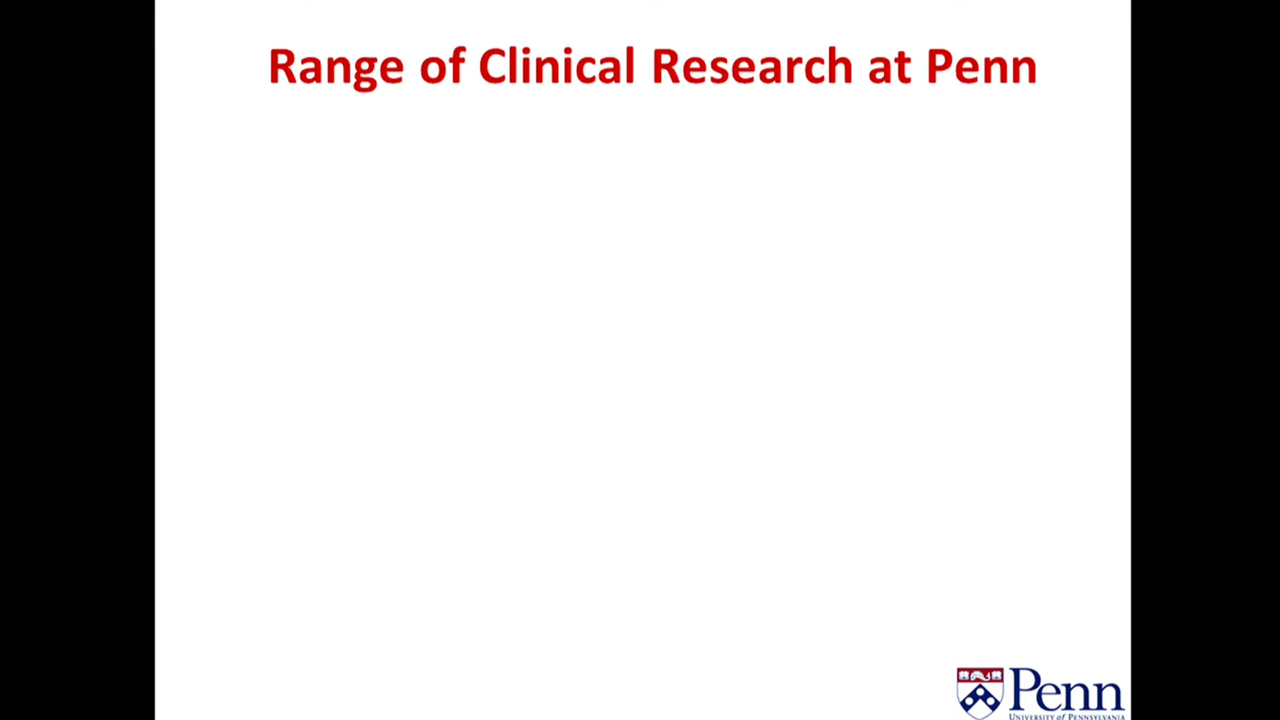 Range of Clinical Research at Penn
Penn
UNIVERSITY of PENNSYLVANIA